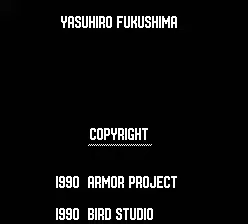 YASUHIRO FUKUSHIMA
COPYRIGHT
1990 ARMOR PROJECT
1990 BIRD STUDIO